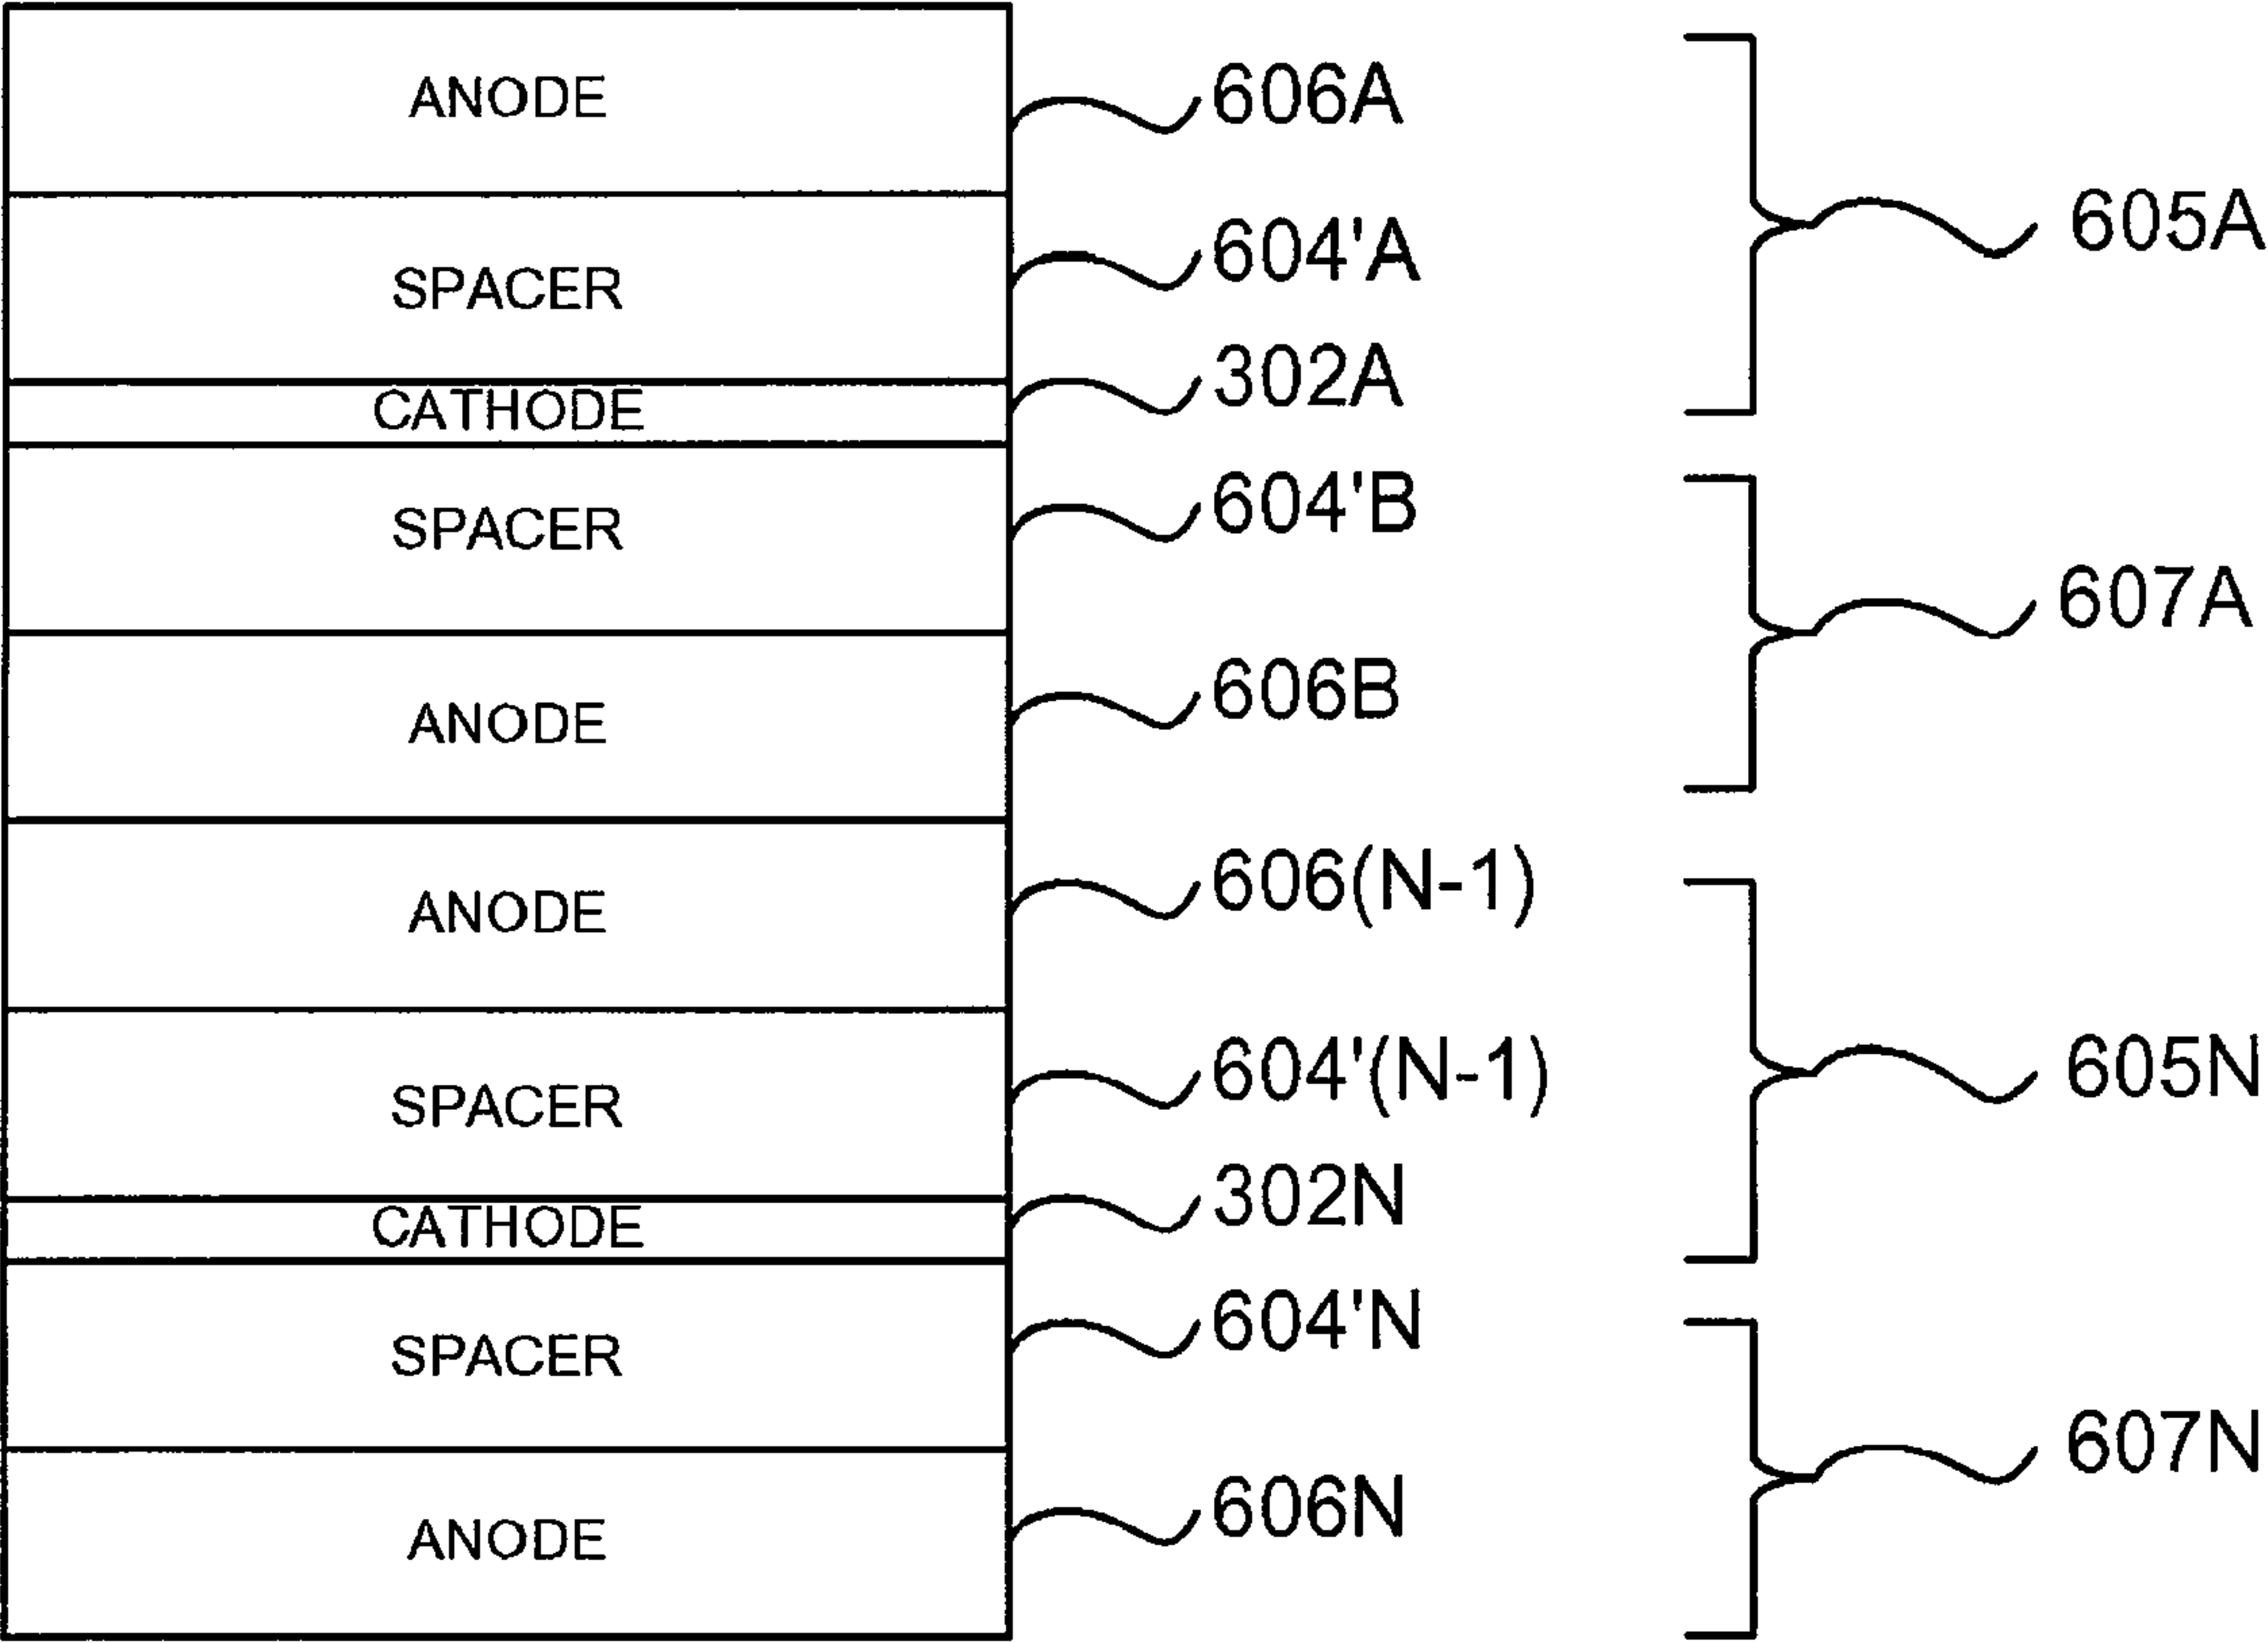 ANODE 606A
605A
SPACER 604'A
CATHODE 302A
SPACER 604'B
607A
ANODE 606B
ANODE 606(N-1)
SPACER 604'(N-1)
605N
CATHODE 302N
SPACER 604'N
607N
ANODE 606N